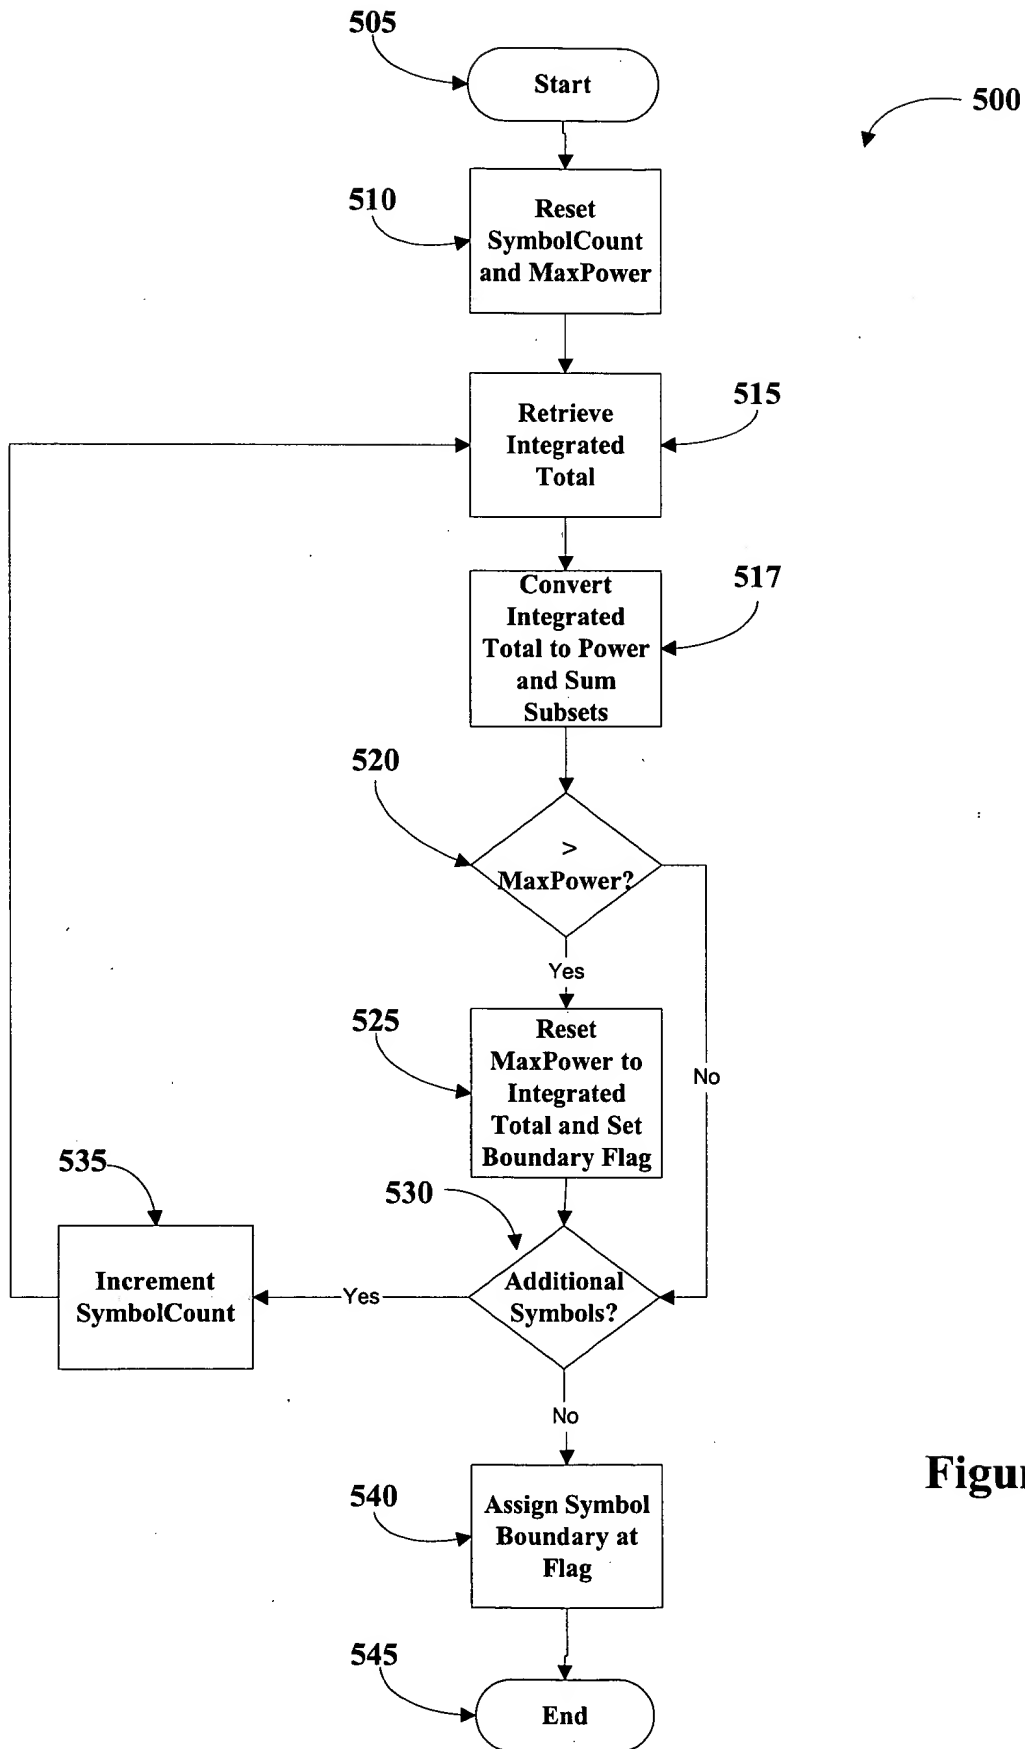 505
Start
500
510
Reset
SymbolCount
and MaxPower
515
Retrieve
Integrated
Total
517
Convert
Integrated
Total to Power
and Sum
Subsets
520
>
MaxPower?
Yes
No
525
Reset
MaxPower to
Integrated
Total and Set
Boundary Flag
535
530
Increment
SymbolCount
Yes
Additional
Symbols?
No
540
Assign Symbol
Boundary at
Flag
545
End